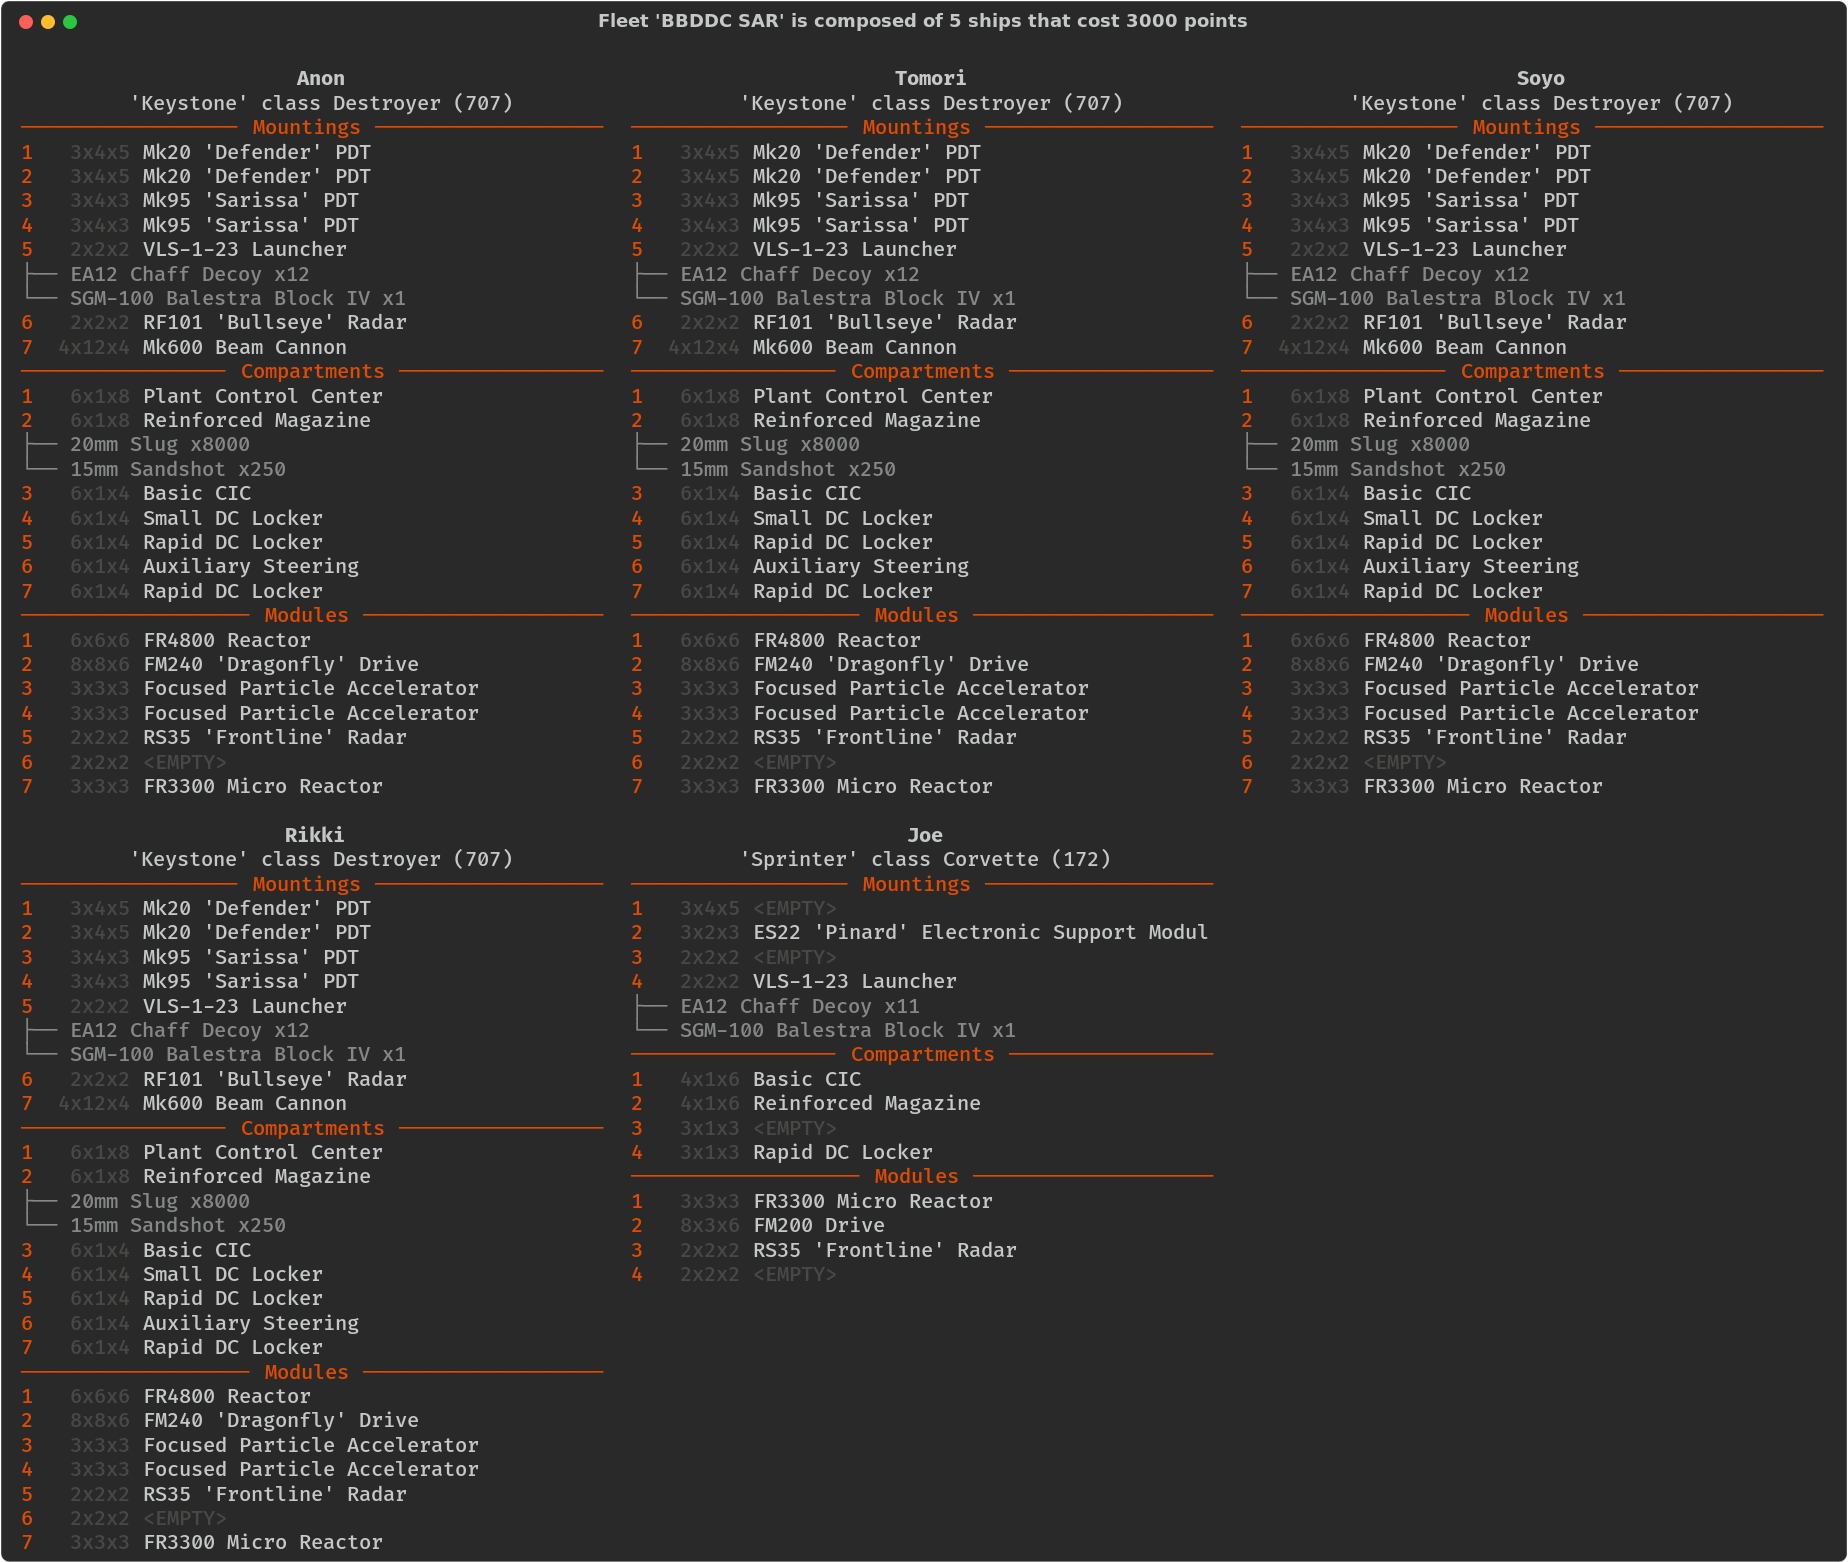 Fleet 'BBDDC SAR' is composed of 5 ships that cost 3000 points
Anon
'Keystone' class Destroyer (707)
Mountings
1 3x4x5 Mk20 'Defender' PDT
2 3x4x5 Mk20 'Defender' PDT
3 3x4x3 Mk95 'Sarissa' PDT
4 3x4x3 Mk95 'Sarissa' PDT
5 2x2x2 VLS-1-23 Launcher
EA12 Chaff Decoy x12
SGM-100 Balestra Block IV x1
6 2x2x2 RF101 'Bullseye' Radar
7 4x12x4 Mk600 Beam Cannon
Compartments
1 6x1x8 Plant Control Center
2 6x1x8 Reinforced Magazine
20mm Slug x8000
15mm Sandshot x250
3 6x1x4 Basic CIC
4 6x1x4 Small DC Locker
5 6x1x4 Rapid DC Locker
6 6x1x4 Auxiliary Steering
7 6x1x4 Rapid DC Locker
Modules
1 6x6x6 FR4800 Reactor
2 8x8x6 FM240 'Dragonfly' Drive
3 3x3x3 Focused Particle Accelerator
4 3x3x3 Focused Particle Accelerator
5 2x2x2 RS35 'Frontline' Radar
6 2x2x2 <EMPTY>
7 3x3x3 FR3300 Micro Reactor
Tomori
'Keystone' class Destroyer (707)
Mountings
1 3x4x5 Mk20 'Defender' PDT
2 3x4x5 Mk20 'Defender' PDT
3 3x4x3 Mk95 'Sarissa' PDT
4 3x4x3 Mk95 'Sarissa' PDT
5 2x2x2 VLS-1-23 Launcher
EA12 Chaff Decoy x12
SGM-100 Balestra Block IV x1
6 2x2x2 RF101 'Bullseye' Radar
7 4x12x4 Mk600 Beam Cannon
Compartments
1 6x1x8 Plant Control Center
2 6x1x8 Reinforced Magazine
20mm Slug x8000
15mm Sandshot x250
3 6x1x4 Basic CIC
4 6x1x4 Small DC Locker
5 6x1x4 Rapid DC Locker
6 6x1x4 Auxiliary Steering
7 6x1x4 Rapid DC Locker
Modules
1 6x6x6 FR4800 Reactor
2 8x8x6 FM240 'Dragonfly' Drive
3 3x3x3 Focused Particle Accelerator
4 3x3x3 Focused Particle Accelerator
5 2x2x2 RS35 'Frontline' Radar
6 2x2x2 <EMPTY>
7 3x3x3 FR3300 Micro Reactor
Soyo
'Keystone' class Destroyer (707)
Mountings
1 3x4x5 Mk20 'Defender' PDT
2 3x4x5 Mk20 'Defender' PDT
3 3x4x3 Mk95 'Sarissa' PDT
4 3x4x3 Mk95 'Sarissa' PDT
5 2x2x2 VLS-1-23 Launcher
EA12 Chaff Decoy x12
SGM-100 Balestra Block IV x1
6 2x2x2 RF101 'Bullseye' Radar
7 4x12x4 Mk600 Beam Cannon
Compartments
1 6x1x8 Plant Control Center
2 6x1x8 Reinforced Magazine
20mm Slug x8000
15mm Sandshot x250
3 6x1x4 Basic CIC
4 6x1x4 Small DC Locker
5 6x1x4 Rapid DC Locker
6 6x1x4 Auxiliary Steering
7 6x1x4 Rapid DC Locker
Modules
1 6x6x6 FR4800 Reactor
2 8x8x6 FM240 'Dragonfly' Drive
3 3x3x3 Focused Particle Accelerator
4 3x3x3 Focused Particle Accelerator
5 2x2x2 RS35 'Frontline' Radar
6 2x2x2 <EMPTY>
7 3x3x3 FR3300 Micro Reactor
Rikki
'Keystone' class Destroyer (707)
Mountings
1 3x4x5 Mk20 'Defender' PDT
2 3x4x5 Mk20 'Defender' PDT
3 3x4x3 Mk95 'Sarissa' PDT
4 3x4x3 Mk95 'Sarissa' PDT
5 2x2x2 VLS-1-23 Launcher
EA12 Chaff Decoy x12
SGM-100 Balestra Block IV x1
6 2x2x2 RF101 'Bullseye' Radar
7 4x12x4 Mk600 Beam Cannon
Compartments
1 6x1x8 Plant Control Center
2 6x1x8 Reinforced Magazine
20mm Slug x8000
15mm Sandshot x250
3 6x1x4 Basic CIC
4 6x1x4 Small DC Locker
5 6x1x4 Rapid DC Locker
6 6x1x4 Auxiliary Steering
7 6x1x4 Rapid DC Locker
Modules
1 6x6x6 FR4800 Reactor
2 8x8x6 FM240 'Dragonfly' Drive
3 3x3x3 Focused Particle Accelerator
4 3x3x3 Focused Particle Accelerator
5 2x2x2 RS35 'Frontline' Radar
6 2x2x2 <EMPTY>
7 3x3x3 FR3300 Micro Reactor
Joe
'Sprinter' class Corvette (172)
Mountings
1 3x4x5 <EMPTY>
2 3x2x3 ES22 'Pinard' Electronic Support Modul
3 2x2x2 <EMPTY>
4 2x2x2 VLS-1-23 Launcher
EA12 Chaff Decoy x11
SGM-100 Balestra Block IV x1
Compartments
1 4x1x6 Basic CIC
2 4x1x6 Reinforced Magazine
3 3x1x3 <EMPTY>
4 3x1x3 Rapid DC Locker
Modules
1 3x3x3 FR3300 Micro Reactor
2 8x3x6 FM200 Drive
3 2x2x2 RS35 'Frontline' Radar
4 2x2x2 <EMPTY>